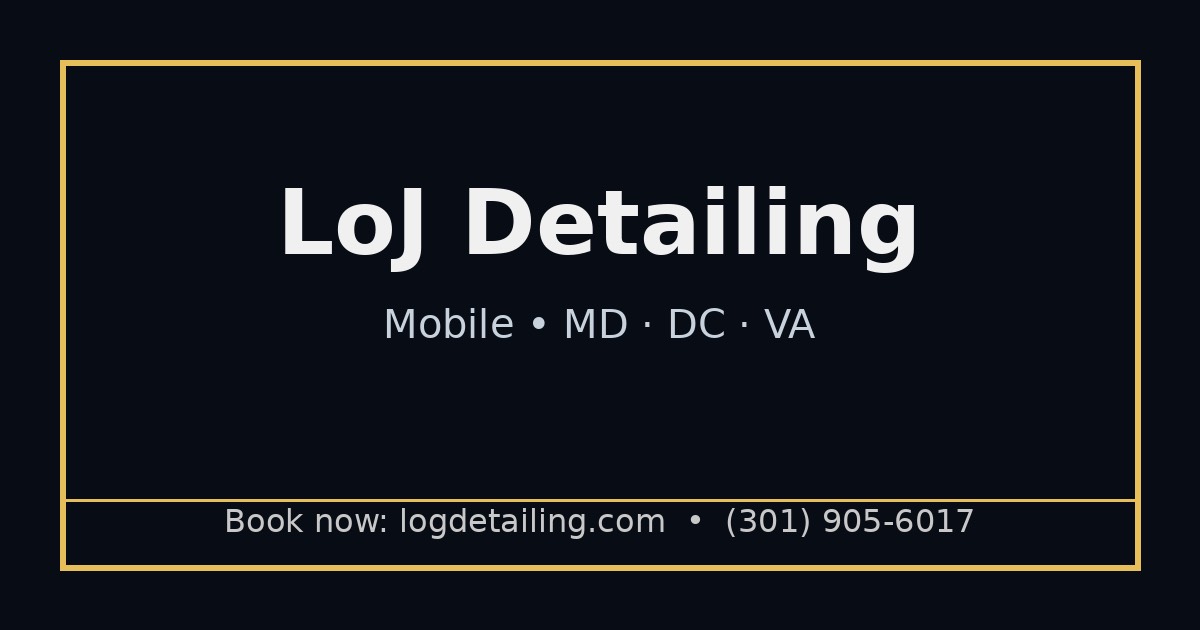 LoJ Detailing
Mobile • MD · DC · VA
Book now: logdetailing.com • (301) 905-6017